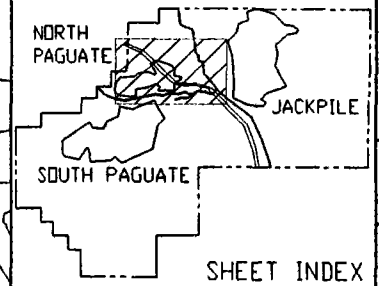 NORTH
PAGUATE
JACKPILE
SOUTH PAGUATE
SHEET INDEX